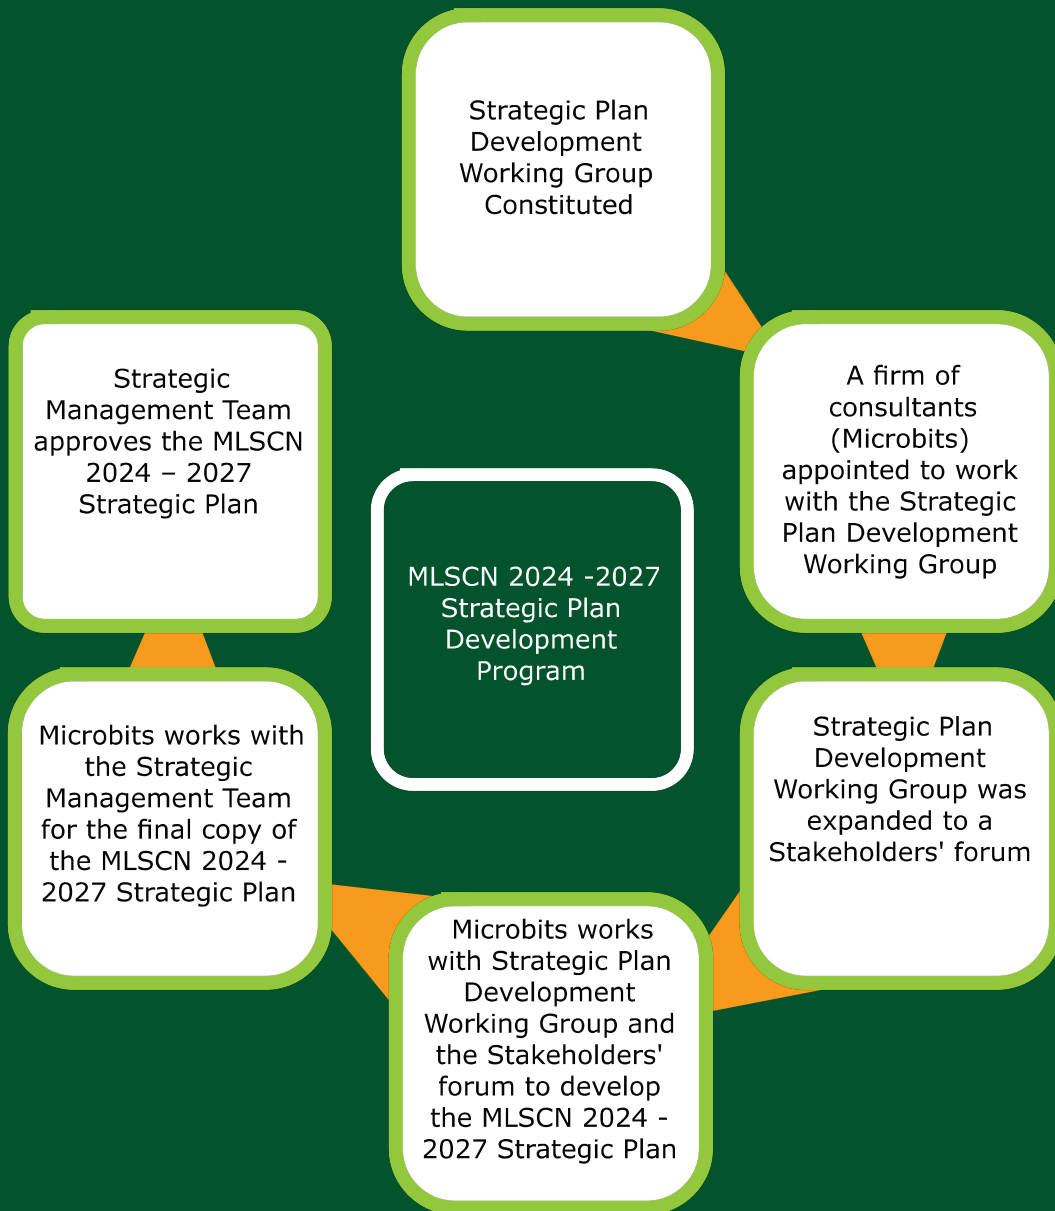 Strategic Plan
Development
Working Group
Constituted
A firm of
consultants
(Microbits)
appointed to work
with the Strategic
Plan Development
Working Group
Strategic Plan
Development
Working Group was
expanded to a
Stakeholders' forum
Microbits works
with Strategic Plan
Development
Working Group and
the Stakeholders'
forum to develop
the MLSCN 2024 -
2027 Strategic Plan
Microbits works with
the Strategic
Management Team
for the final copy of
the MLSCN 2024 -
2027 Strategic Plan
Strategic
Management Team
approves the MLSCN
2024 – 2027
Strategic Plan
MLSCN 2024 -2027
Strategic Plan
Development
Program